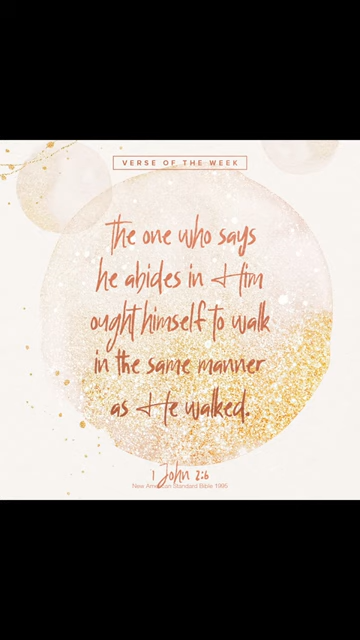 VERSE OF THE WEEK
The one who says
he abides in Him
ought himself to walk
in the same manner
as He walked.
1 John 2:6
New American Standard Bible 1995